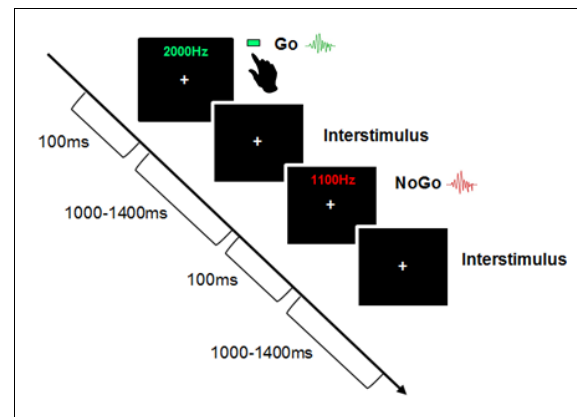 2000Hz
Go
+
100ms
+
Interstimulus
1000-1400ms
1100Hz
NoGo
+
100ms
+
Interstimulus
1000-1400ms